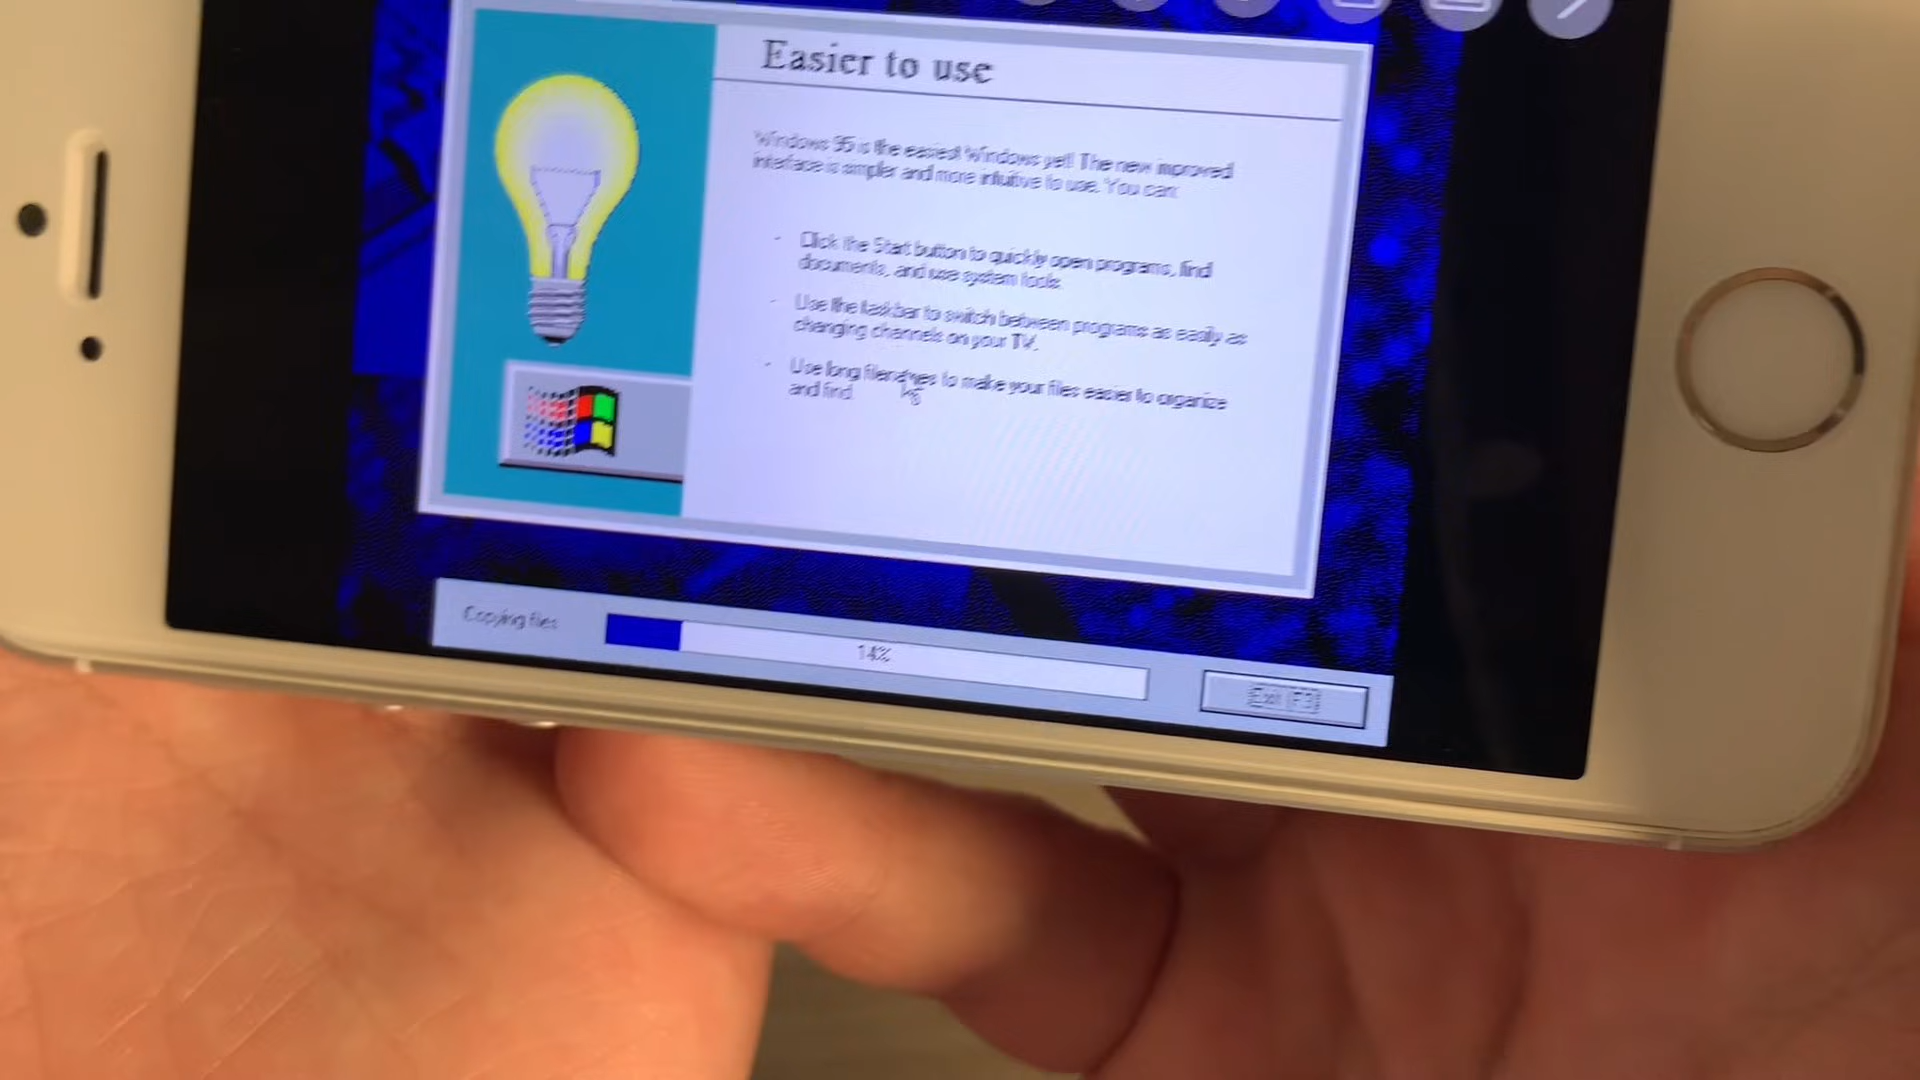 Easier to use
Windows 95 is the easiest Windows yet! The new improved
interface is simpler and more intuitive to use. You can:
- Click the Start button to quickly open programs, find
documents, and use system tools.
- Use the taskbar to switch between programs as easily as
changing channels on your TV.
- Use long filenames to make your files easier to organize
and find.
Copying files
14%
Exit (F3)